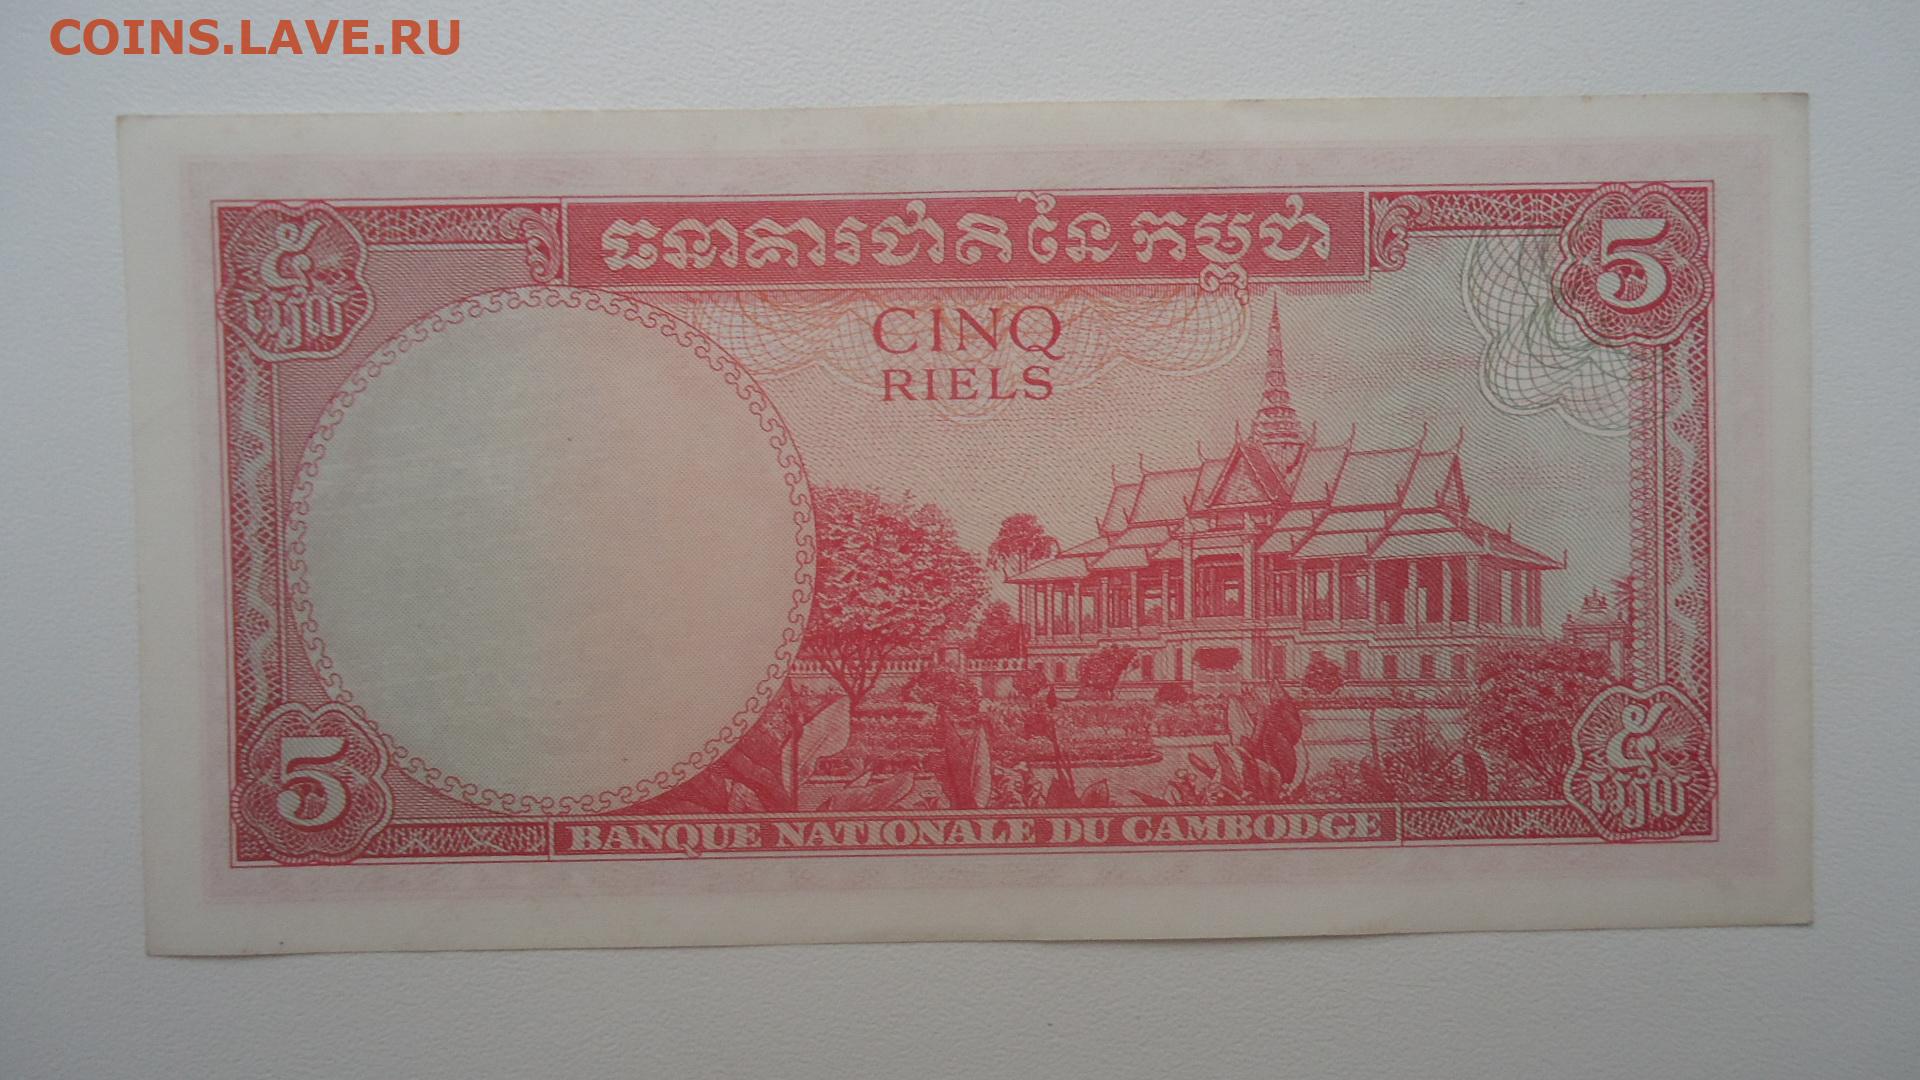 COINS.LAVE.RU
ធនាគារជាតិនៃកម្ពុជា
៥
រៀល
5
CINQ
RIELS
5
៥
រៀល
BANQUE NATIONALE DU CAMBODGE